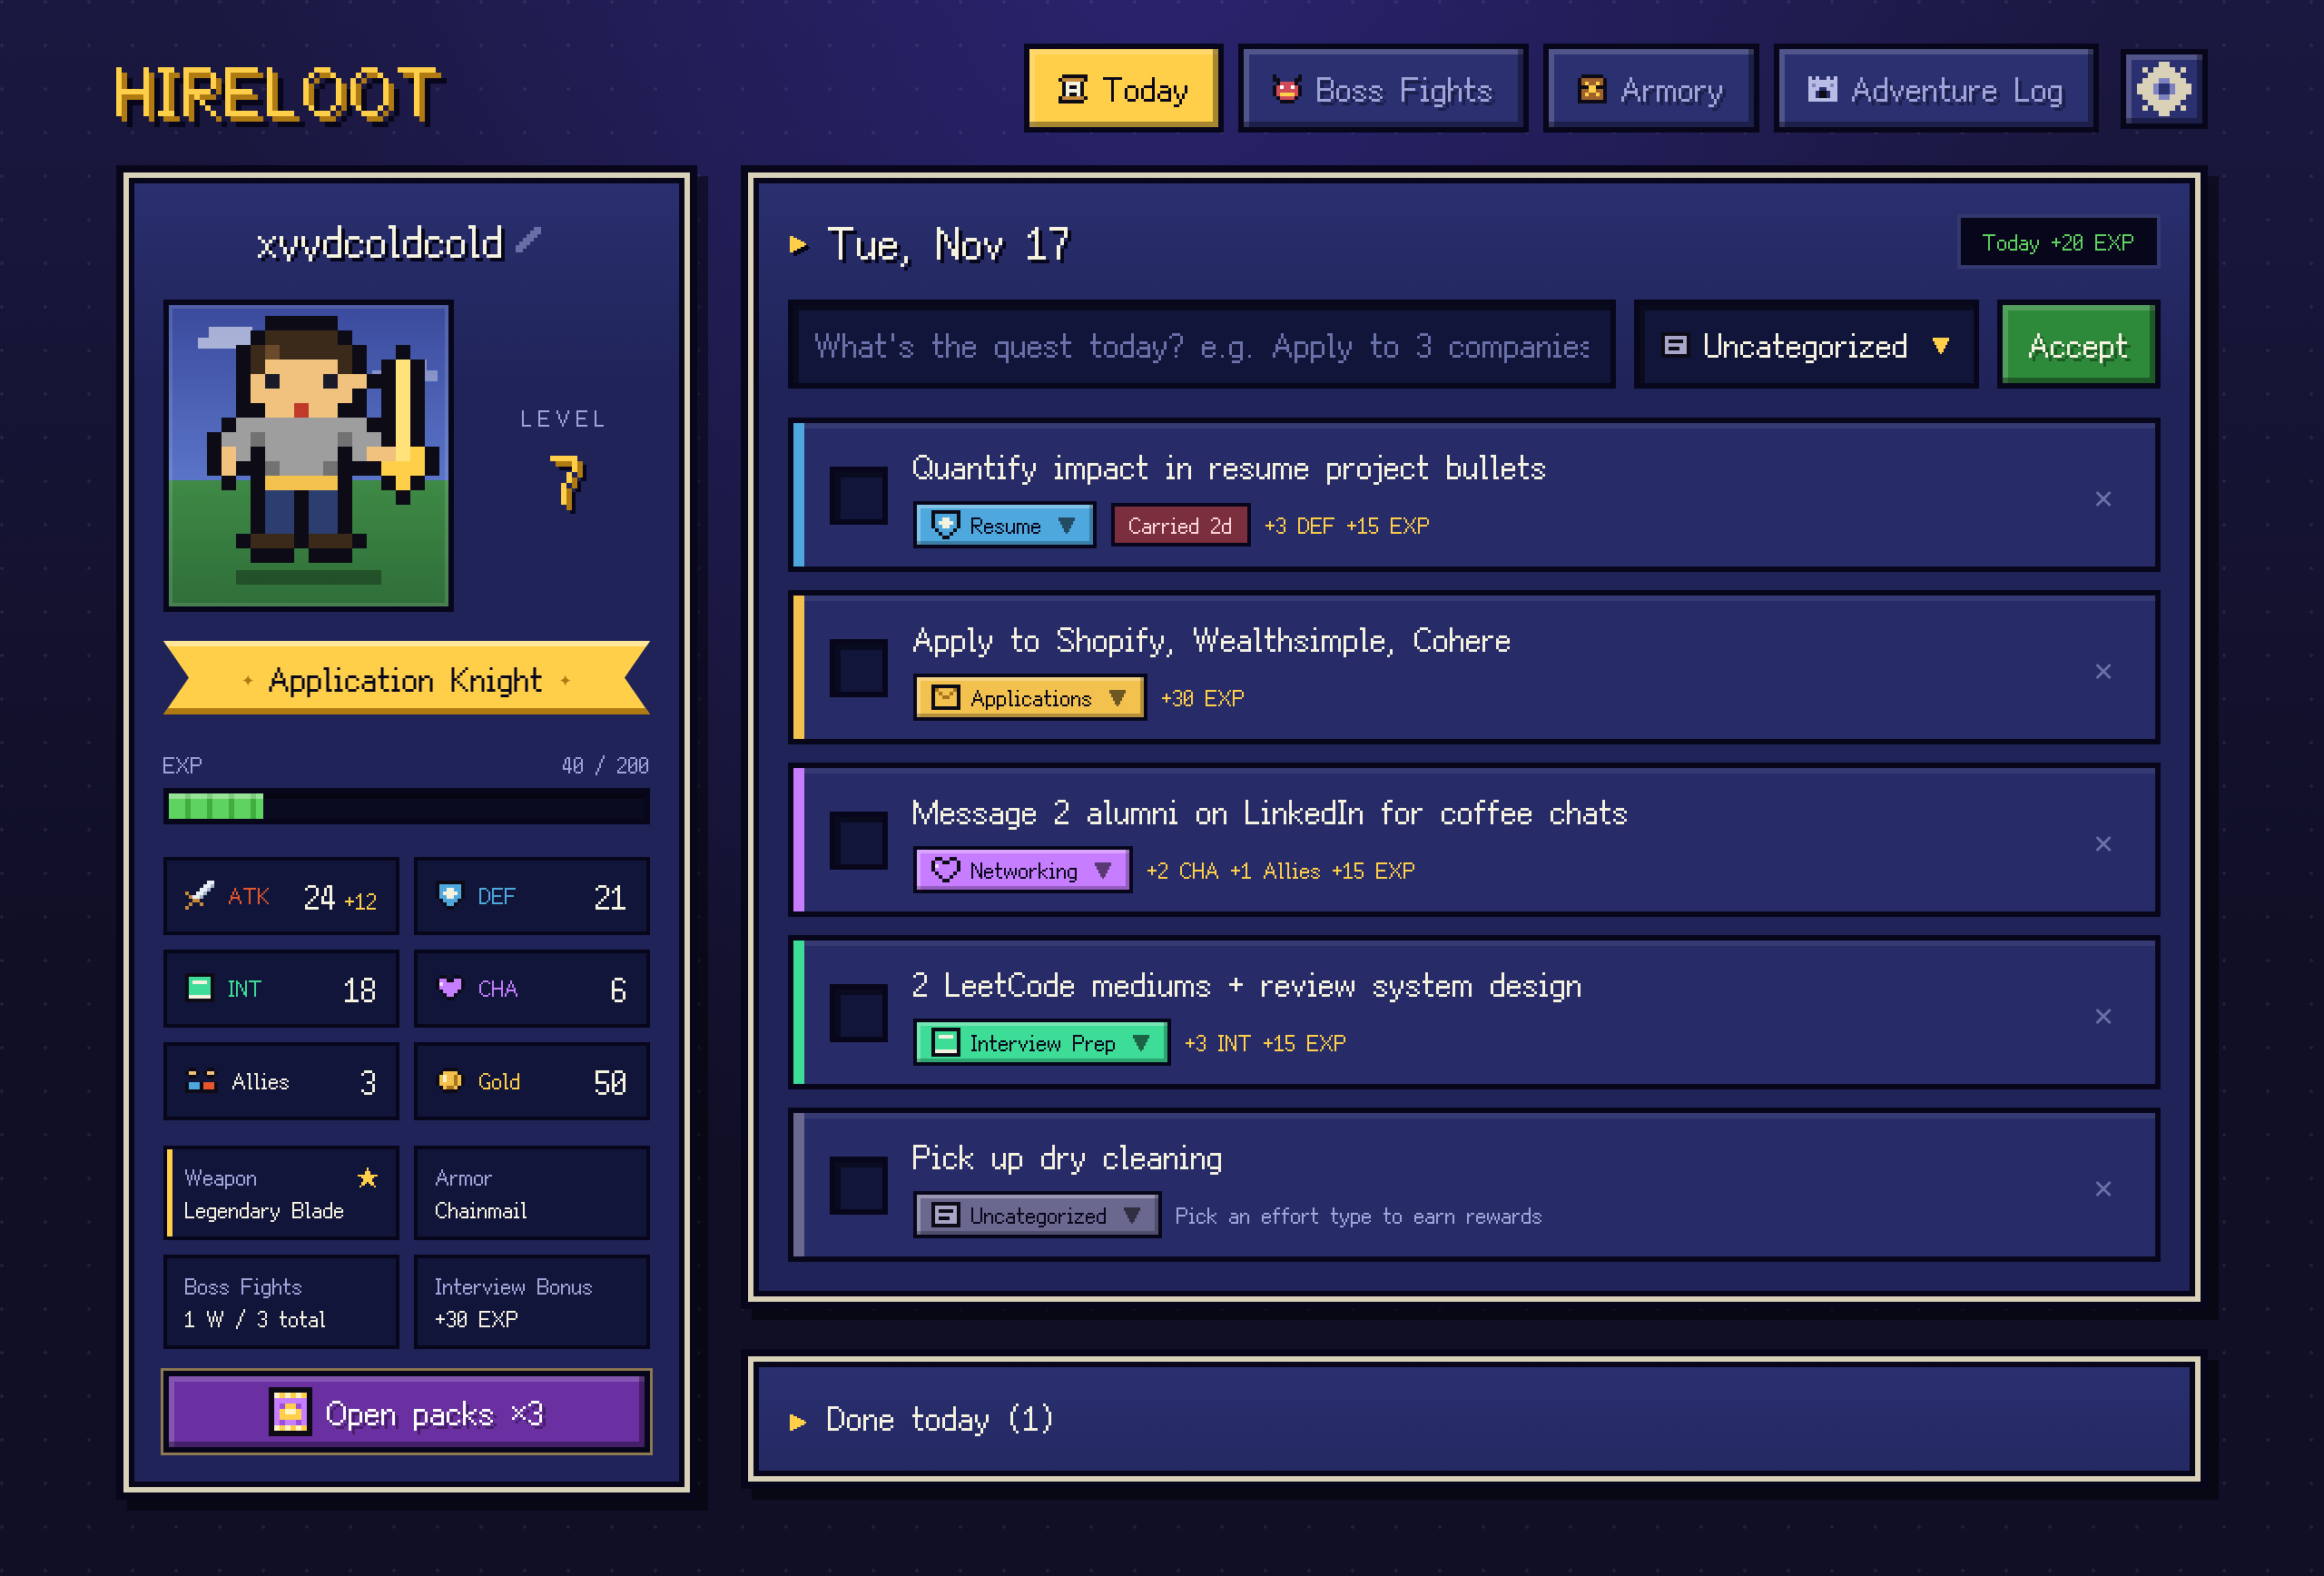 HIRELOOT
Today
Boss Fights
Armory
Adventure Log
xyvdcoldcold
LEVEL
7
Application Knight
EXP 40 / 200
ATK 24 +12
DEF 21
INT 18
CHA 6
Allies 3
Gold 50
Weapon ★
Legendary Blade
Armor
Chainmail
Boss Fights
1 W / 3 total
Interview Bonus
+30 EXP
Open packs ×3
Tue, Nov 17
Today +20 EXP
What's the quest today? e.g. Apply to 3 companies
Uncategorized ▼
Accept
Quantify impact in resume project bullets
Resume ▼ Carried 2d +3 DEF +15 EXP
×
Apply to Shopify, Wealthsimple, Cohere
Applications ▼ +30 EXP
×
Message 2 alumni on LinkedIn for coffee chats
Networking ▼ +2 CHA +1 Allies +15 EXP
×
2 LeetCode mediums + review system design
Interview Prep ▼ +3 INT +15 EXP
×
Pick up dry cleaning
Uncategorized ▼ Pick an effort type to earn rewards
×
Done today (1)